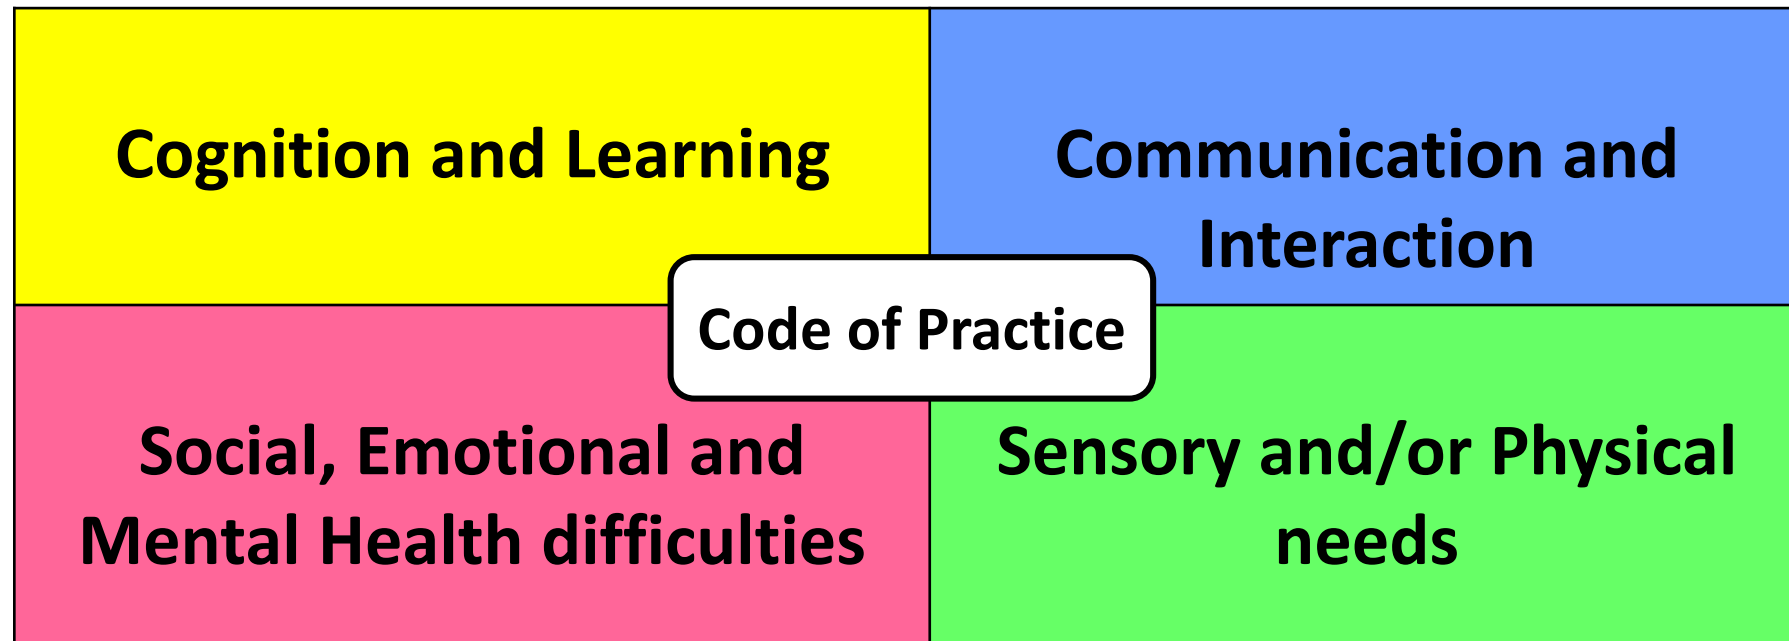 Cognition and Learning
Communication and
Interaction
Code of Practice
Social, Emotional and
Mental Health difficulties
Sensory and/or Physical
needs